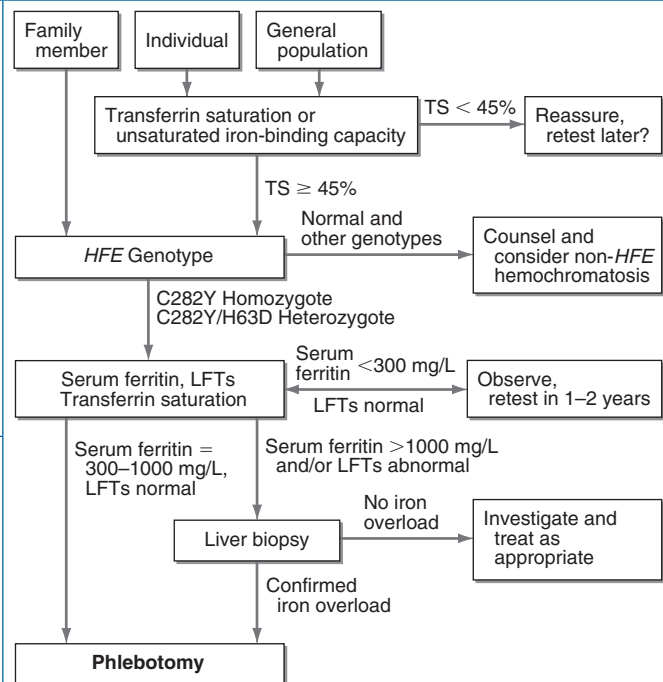 Family
member
Individual
General
population
Transferrin saturation or
unsaturated iron-binding capacity
TS < 45%
Reassure,
retest later?
TS ≥ 45%
HFE Genotype
Normal and
other genotypes
Counsel and
consider non-HFE
hemochromatosis
C282Y Homozygote
C282Y/H63D Heterozygote
Serum ferritin, LFTs
Transferrin saturation
Serum
ferritin <300 mg/L
LFTs normal
Observe,
retest in 1–2 years
Serum ferritin =
300–1000 mg/L,
LFTs normal
Serum ferritin >1000 mg/L
and/or LFTs abnormal
Liver biopsy
No iron
overload
Investigate and
treat as
appropriate
Confirmed
iron overload
Phlebotomy